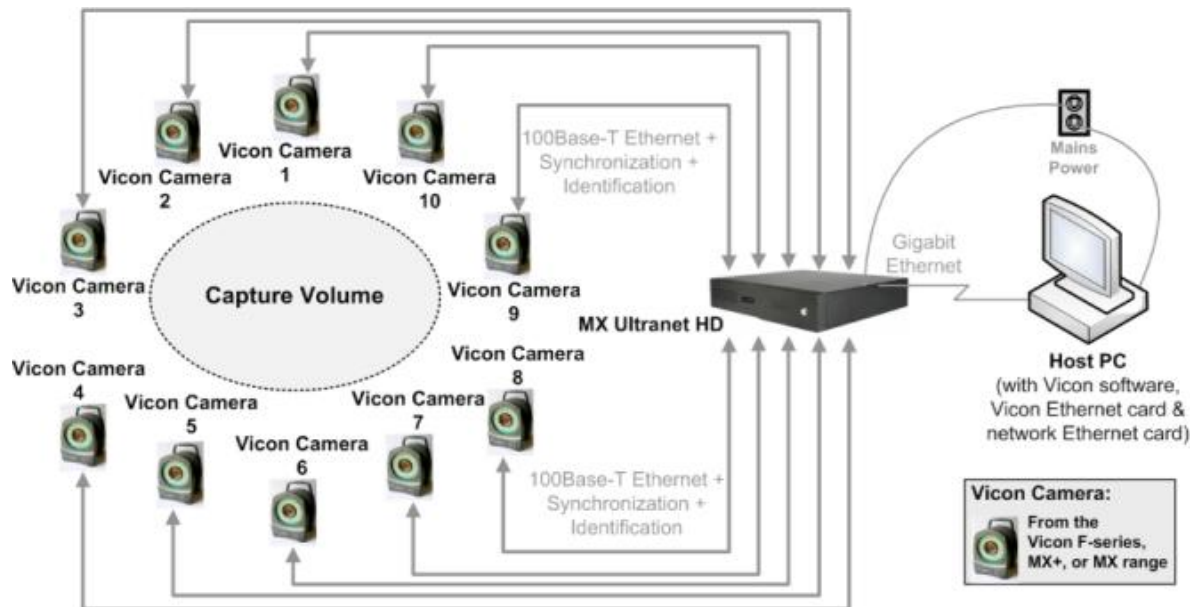 Vicon Camera
1
Vicon Camera
2
Vicon Camera
10
Vicon Camera
3
Vicon Camera
9
100Base-T Ethernet +
Synchronization +
Identification
Mains
Power
Gigabit
Ethernet
Capture Volume
MX Ultranet HD
Host PC
(with Vicon software,
Vicon Ethernet card &
network Ethernet card)
Vicon Camera
4
Vicon Camera
5
Vicon Camera
6
Vicon Camera
7
Vicon Camera
8
100Base-T Ethernet +
Synchronization +
Identification
Vicon Camera:
From the
Vicon F-series,
MX+, or MX range